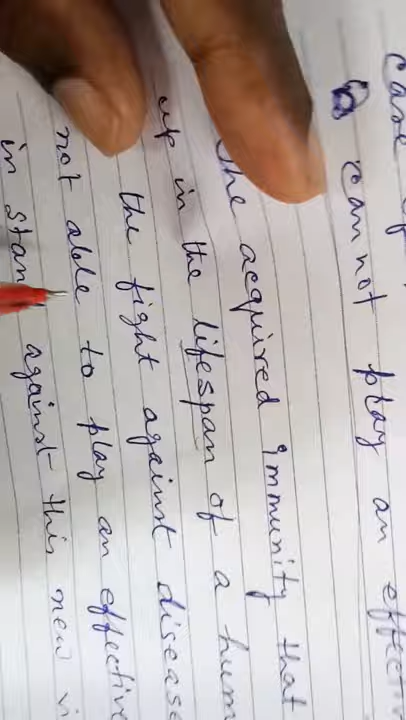 case
cannot play an effect
the acquired immunity that
up in the lifespan of a hum
the fight against disease
not able to play an effective
in stan against this new